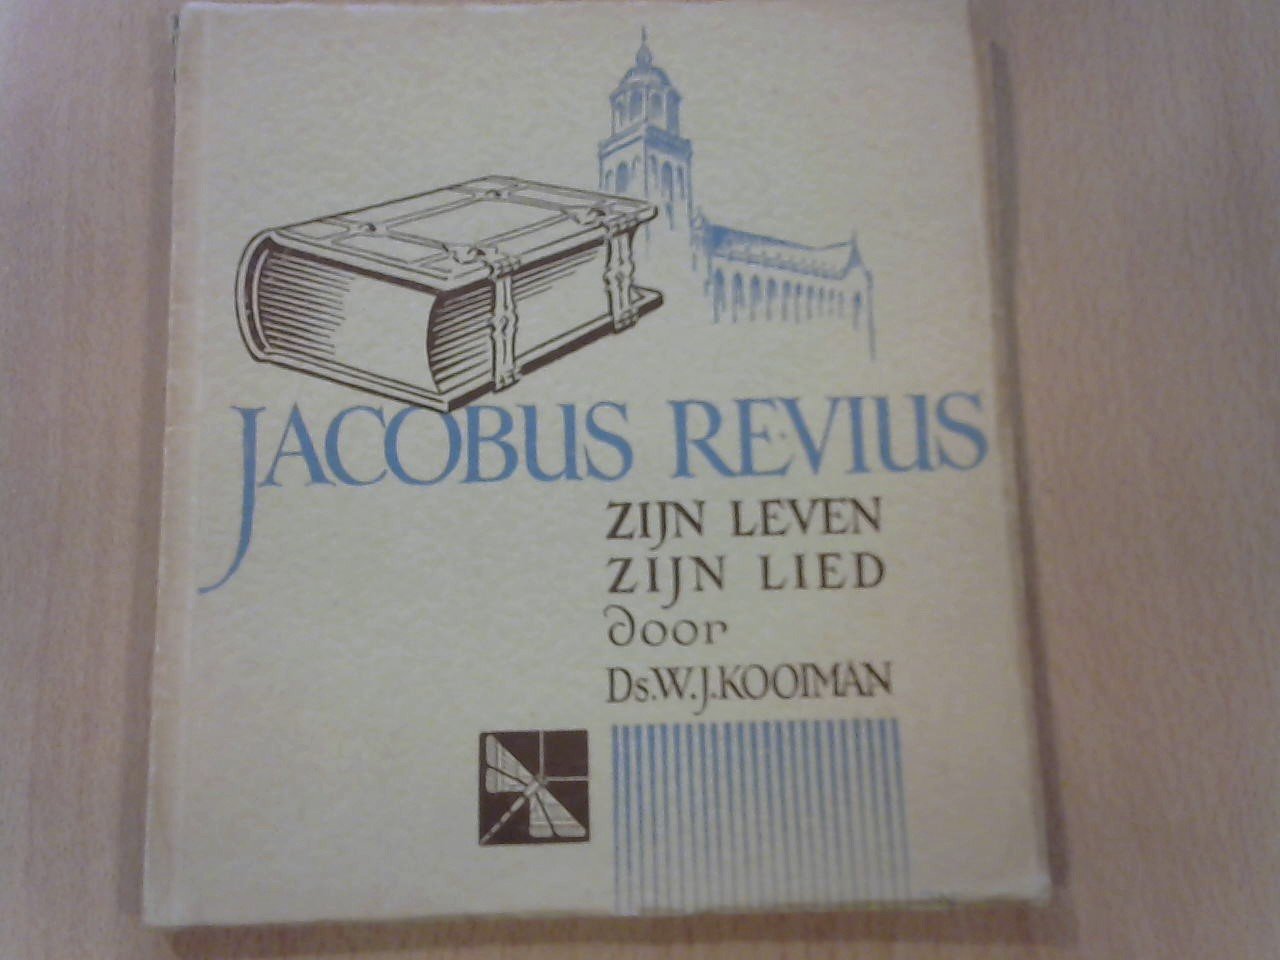 JACOBUS REVIUS
ZIJN LEVEN
ZIJN LIED
door
Ds. W. J. KOOIMAN